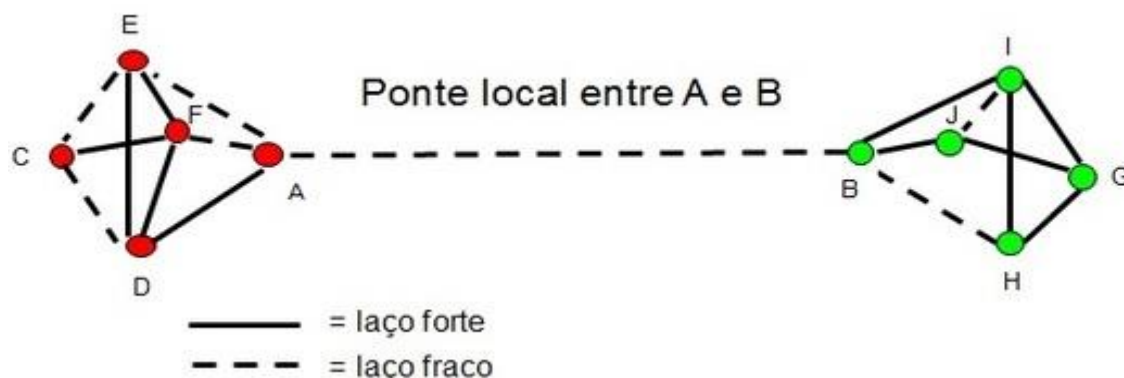 E
I
Ponte local entre A e B
F
J
C
A
B
G
D
H
= laço forte
= laço fraco